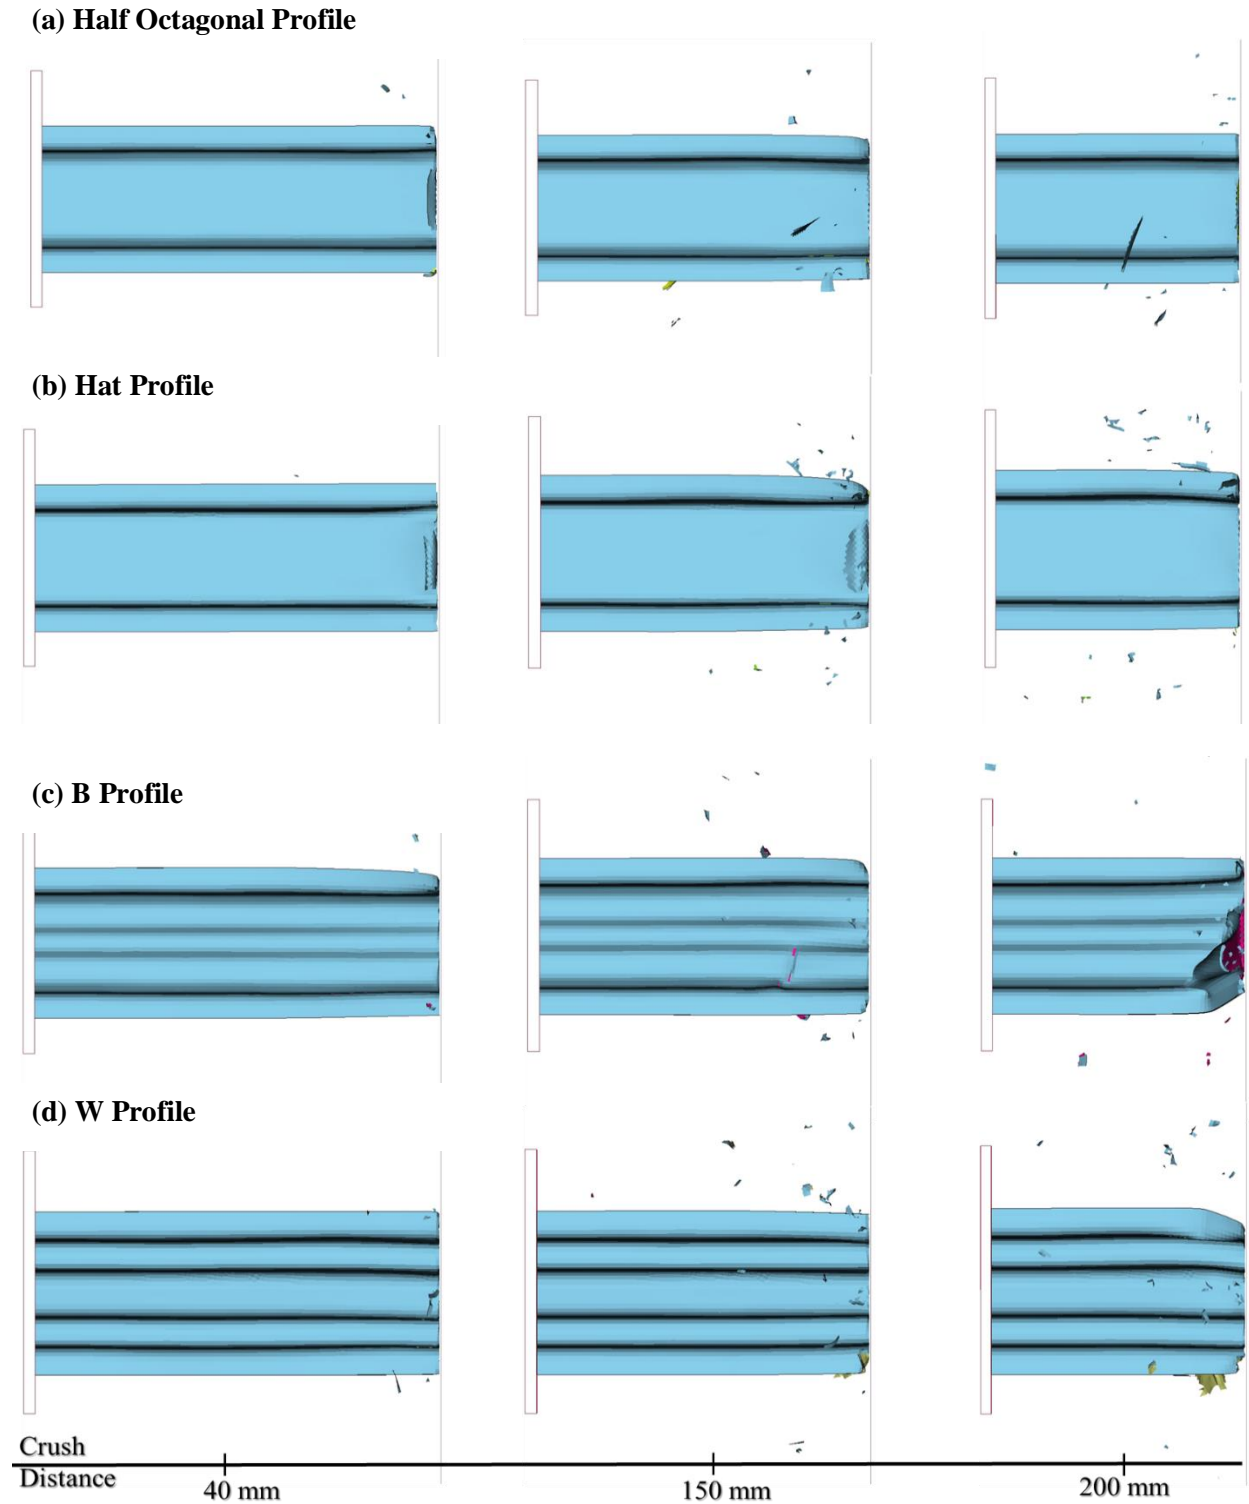 (a) Half Octagonal Profile
(b) Hat Profile
(c) B Profile
(d) W Profile
Crush
Distance
40 mm
150 mm
200 mm